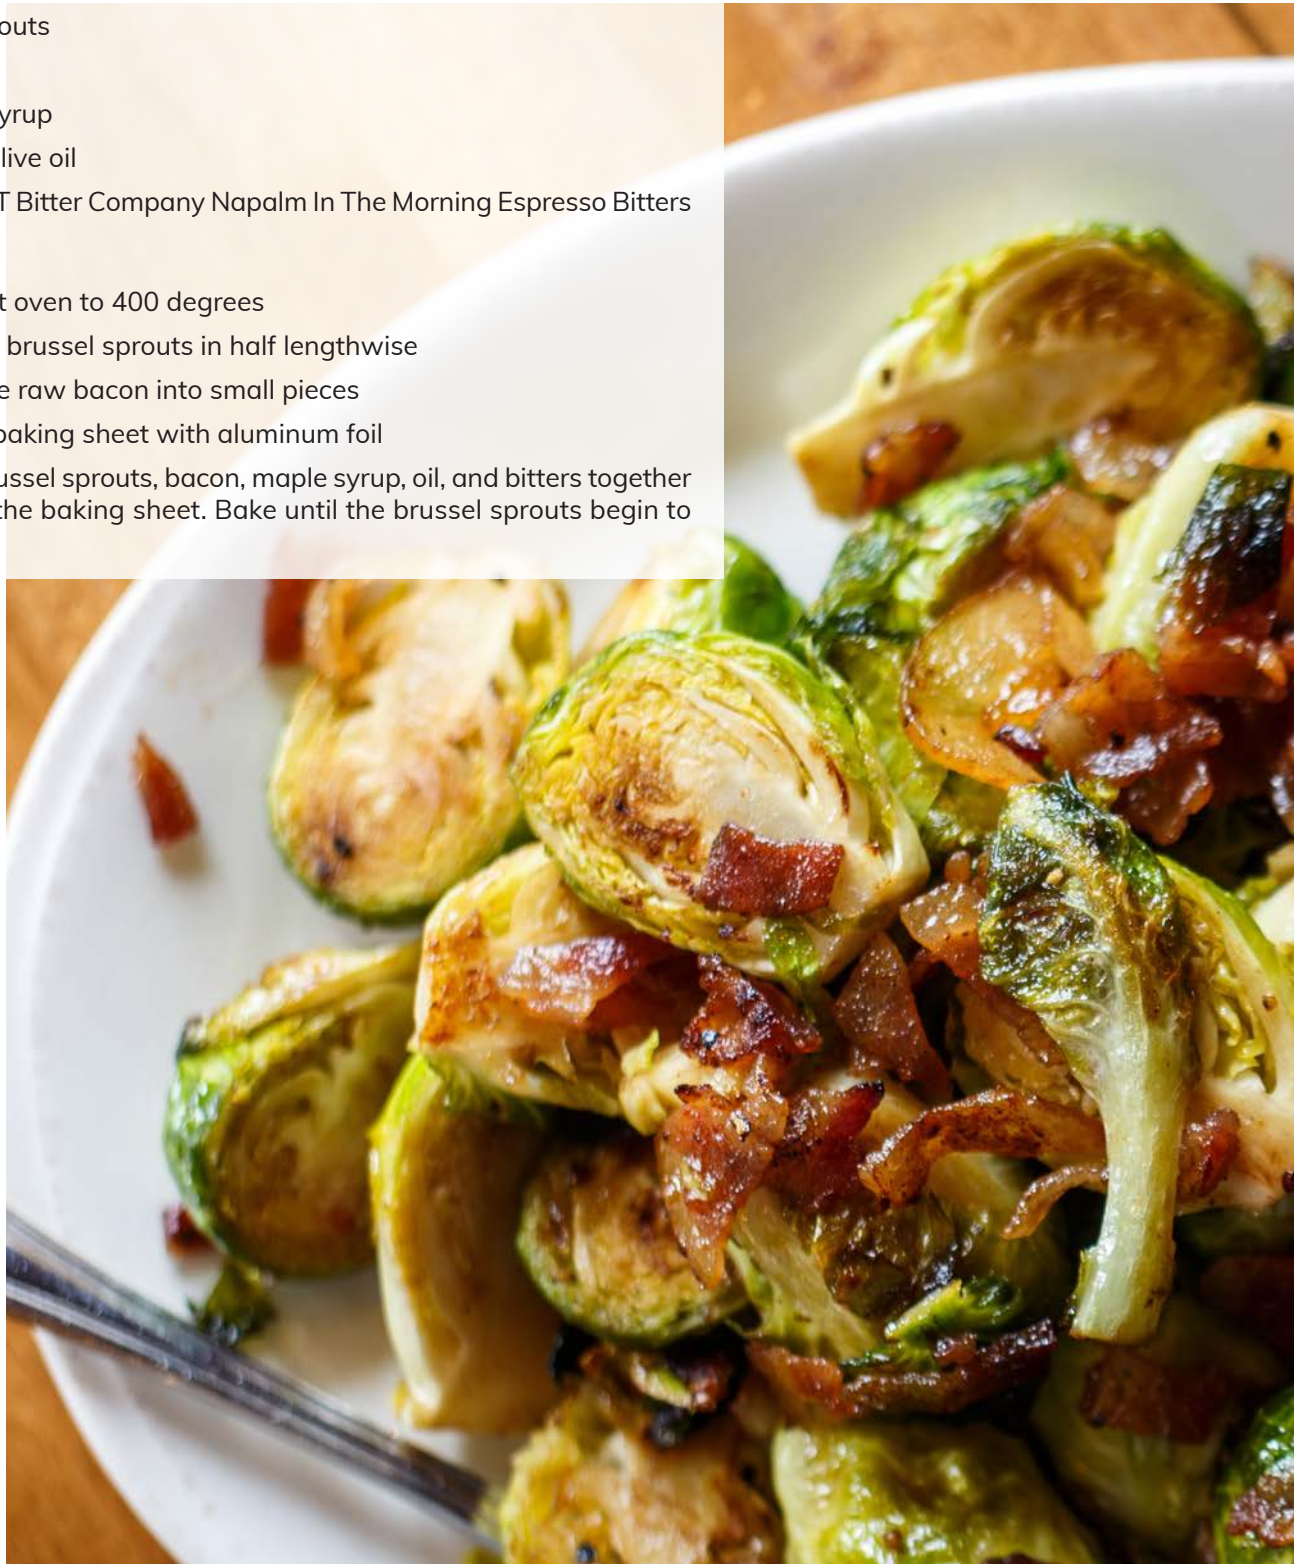 outs
yrup
live oil
T Bitter Company Napalm In The Morning Espresso Bitters
t oven to 400 degrees
brussel sprouts in half lengthwise
e raw bacon into small pieces
baking sheet with aluminum foil
ussel sprouts, bacon, maple syrup, oil, and bitters together
the baking sheet. Bake until the brussel sprouts begin to